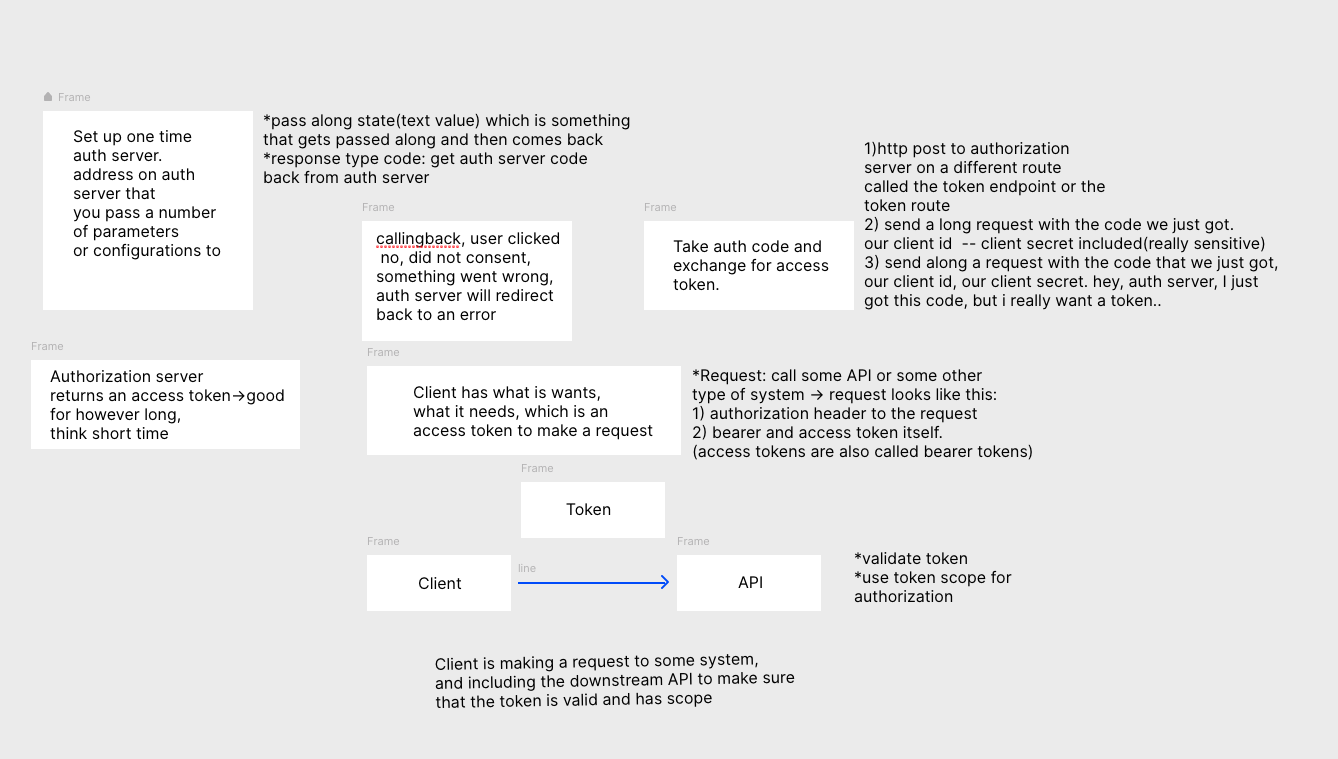 Frame
Set up one time
auth server.
address on auth
server that
you pass a number
of parameters
or configurations to
*pass along state(text value) which is something
that gets passed along and then comes back
*response type code: get auth server code
back from auth server
Frame
callingback, user clicked
no, did not consent,
something went wrong,
auth server will redirect
back to an error
Frame
Take auth code and
exchange for access
token.
1)http post to authorization
server on a different route
called the token endpoint or the
token route
2) send a long request with the code we just got.
our client id  -- client secret included(really sensitive)
3) send along a request with the code that we just got,
our client id, our client secret. hey, auth server, I just
got this code, but i really want a token..
Frame
Authorization server
returns an access token→good
for however long,
think short time
Frame
Client has what is wants,
what it needs, which is an
access token to make a request
*Request: call some API or some other
type of system → request looks like this:
1) authorization header to the request
2) bearer and access token itself.
(access tokens are also called bearer tokens)
Frame
Token
Frame
Client
line
Frame
API
*validate token
*use token scope for
authorization
Client is making a request to some system,
and including the downstream API to make sure
that the token is valid and has scope